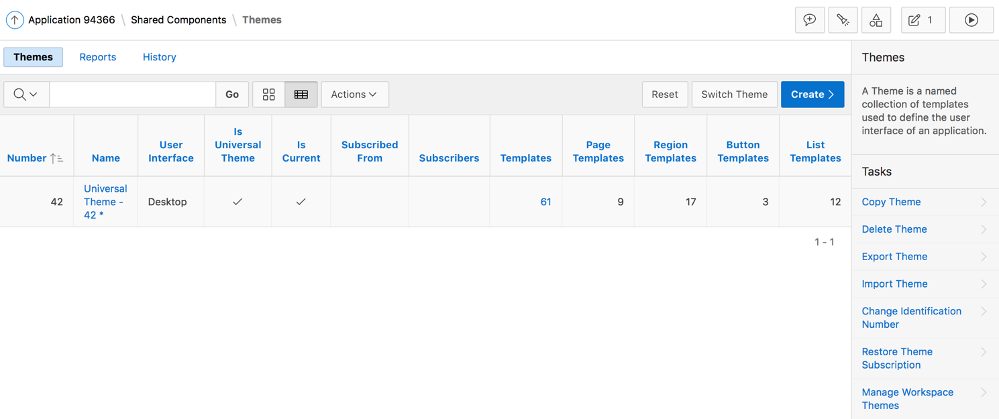 Application 94366 \ Shared Components \ Themes
1
Themes Reports History
Go
Actions
Reset
Switch Theme
Create
Number
Name
User
Interface
Is
Universal
Theme
Is
Current
Subscribed
From
Subscribers
Templates
Page
Templates
Region
Templates
Button
Templates
List
Templates
42
Universal
Theme -
42 *
Desktop
61
9
17
3
12
1 - 1
Themes
A Theme is a named
collection of templates
used to define the user
interface of an application.
Tasks
Copy Theme
Delete Theme
Export Theme
Import Theme
Change Identification
Number
Restore Theme
Subscription
Manage Workspace
Themes